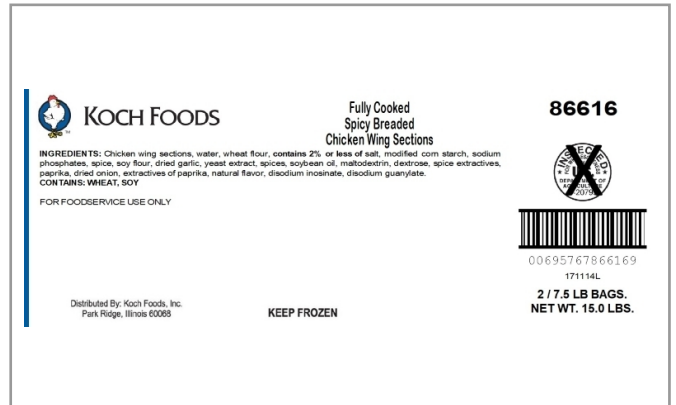 KOCH FOODS
Fully Cooked
Spicy Breaded
Chicken Wing Sections
86616
INGREDIENTS: Chicken wing sections, water, wheat flour, contains 2% or less of salt, modified corn starch, sodium
phosphates, spice, soy flour, dried garlic, yeast extract, spices, soybean oil, maltodextrin, dextrose, spice extractives,
paprika, dried onion, extractives of paprika, natural flavor, disodium inosinate, disodium guanylate.
CONTAINS: WHEAT, SOY
FOR FOODSERVICE USE ONLY
INSPECTED
DEPARTMENT OF
AGRICULTURE
00695767866169
171114L
2 / 7.5 LB BAGS.
NET WT. 15.0 LBS.
Distributed By: Koch Foods, Inc.
Park Ridge, Illinois 60068
KEEP FROZEN